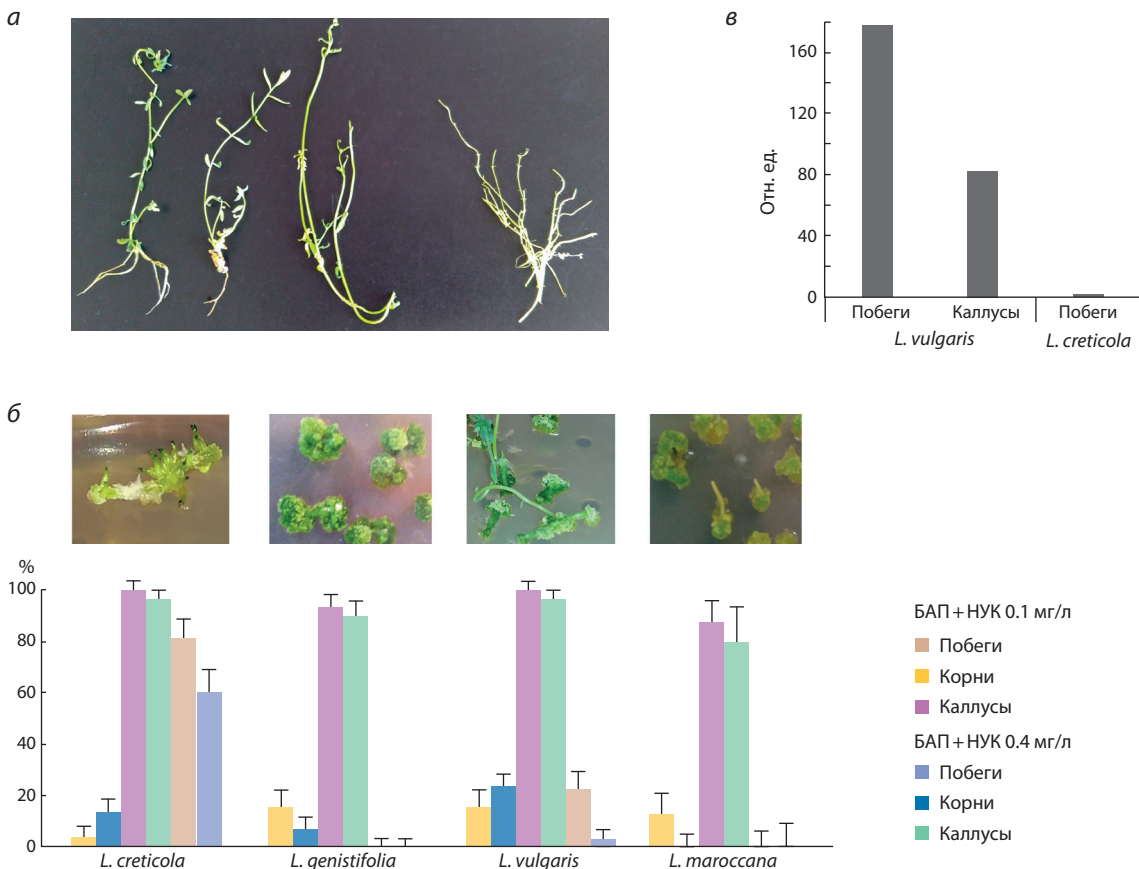 а
в
160
120
80
40
0
Отн. ед.
Побеги Каллусы Побеги
L. vulgaris L. creticola
б
%
100
80
60
40
20
0
L. creticola L. genistifolia L. vulgaris L. maroccana
БАП + НУК 0.1 мг/л
Побеги
Корни
Каллусы
БАП + НУК 0.4 мг/л
Побеги
Корни
Каллусы